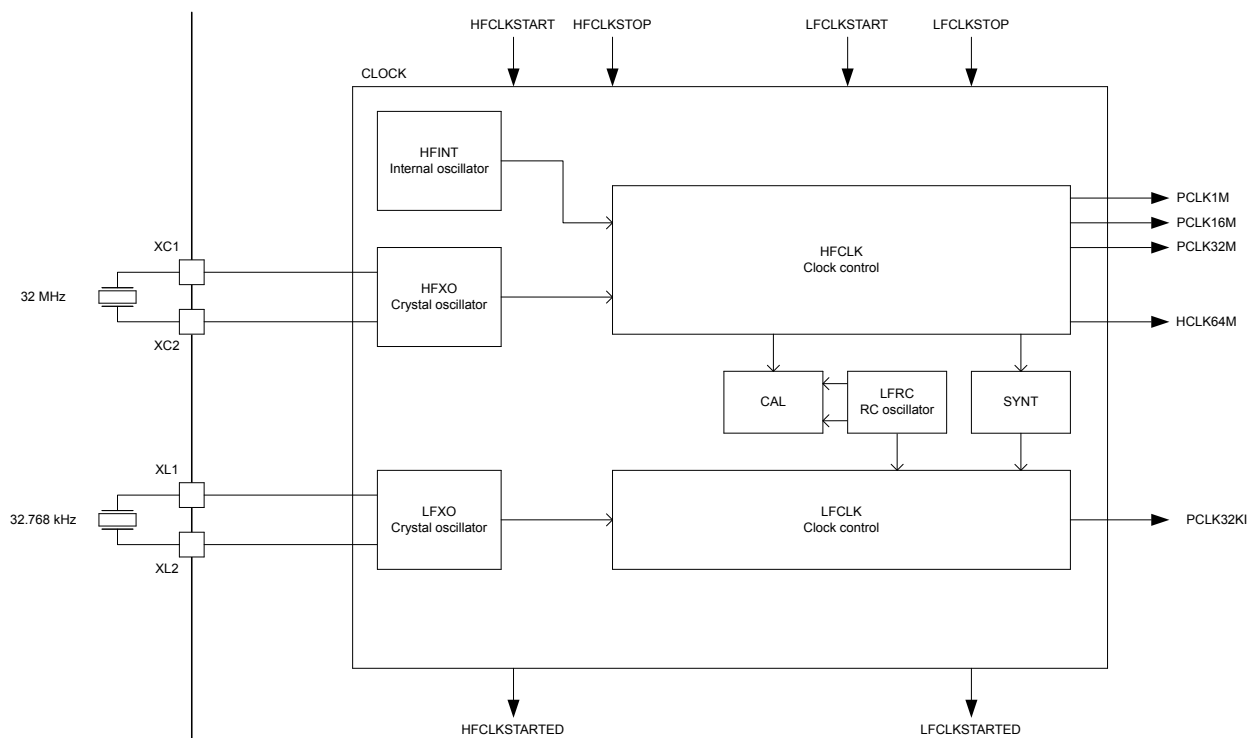 HFCLKSTART
HFCLKSTOP
LFCLKSTART
LFCLKSTOP
CLOCK
HFINT
Internal oscillator
PCLK1M
PCLK16M
PCLK32M
HFCLK
Clock control
XC1
HFXO
Crystal oscillator
32 MHz
XC2
HCLK64M
CAL
LFRC
RC oscillator
SYNT
XL1
LFXO
Crystal oscillator
LFCLK
Clock control
32.768 kHz
PCLK32KI
XL2
HFCLKSTARTED
LFCLKSTARTED